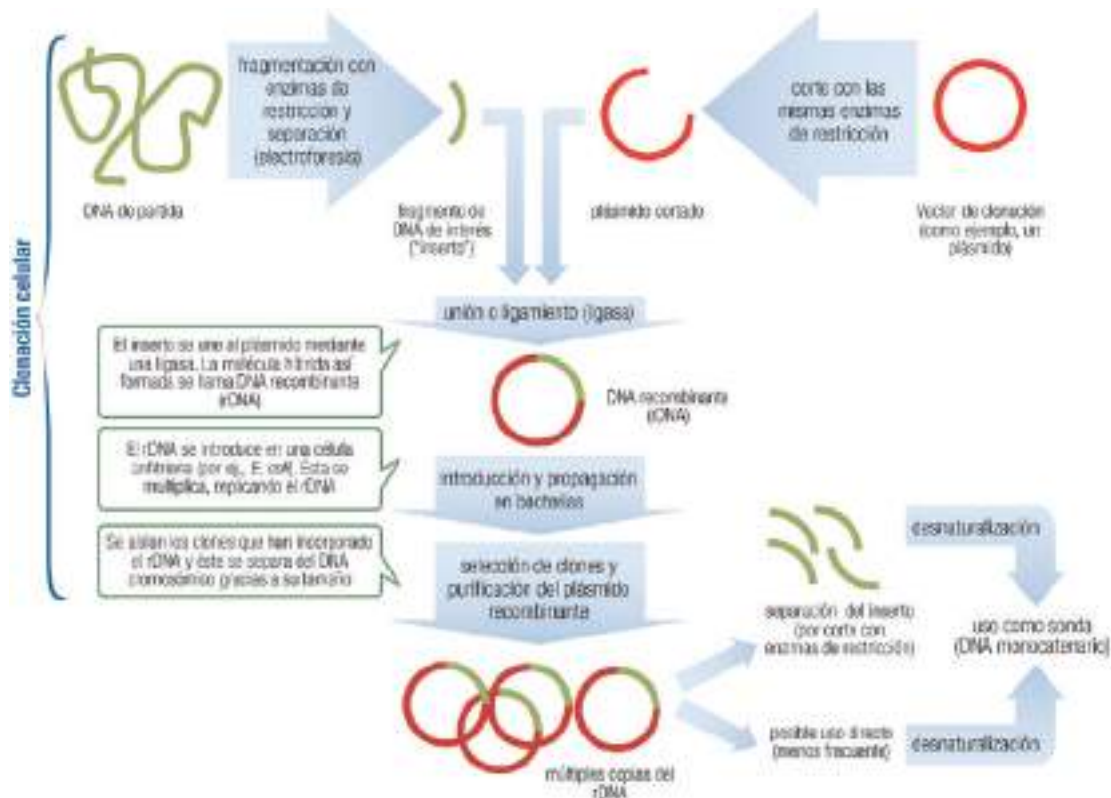 Clonación celular
DNA de partida
fragmentación con
enzimas de
restricción y
separación
(electroforesis)
fragmento de
DNA de interés
("inserto")
plásmido cortado
corte con las
mismas enzimas
de restricción
Vector de clonación
(como ejemplo, un
plásmido)
unión o ligamiento (ligasa)
El inserto se une al plásmido mediante
una ligasa. La molécula híbrida así
formada se llama DNA recombinante
(rDNA)
DNA recombinante
(rDNA)
El rDNA se introduce en una célula
anfitriona (por ej., E. coli). Ésta se
multiplica, replicando el rDNA
introducción y propagación
en bacterias
Se aíslan los clones que han incorporado
el rDNA y éste se separa del DNA
cromosómico gracias a su tamaño
selección de clones y
purificación del plásmido
recombinante
múltiples copias del
rDNA
separación del inserto
(por corte con
enzimas de restricción)
desnaturalización
uso como sonda
(DNA monocatenario)
posible uso directo
(menos frecuente)
desnaturalización